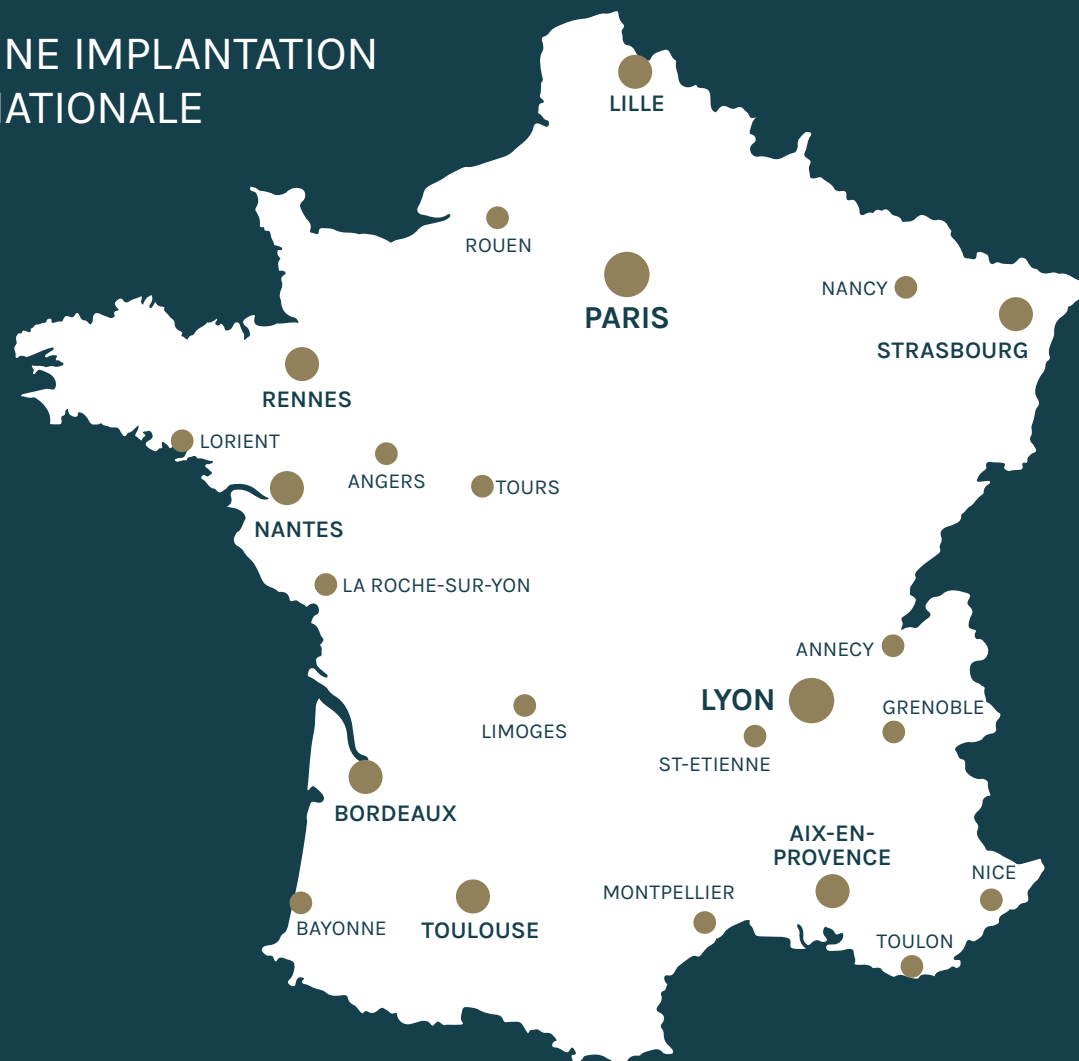 NE IMPLANTATION
NATIONALE
LILLE
ROUEN
PARIS
NANCY
STRASBOURG
RENNES
LORIENT
ANGERS
TOURS
NANTES
LA ROCHE-SUR-YON
ANNECY
LYON
GRENOBLE
LIMOGES
ST-ETIENNE
BORDEAUX
AIX-EN-
PROVENCE
NICE
MONTPELLIER
BAYONNE
TOULOUSE
TOULON